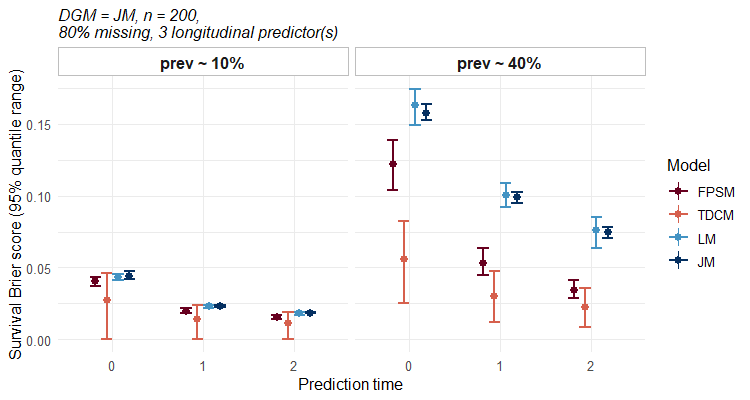 DGM = JM, n = 200,
80% missing, 3 longitudinal predictor(s)
prev ~ 10%
prev ~ 40%
Survival Brier score (95% quantile range)
0.15
0.10
0.05
0.00
0 1 2
0 1 2
Prediction time
Model
FPSM
TDCM
LM
JM